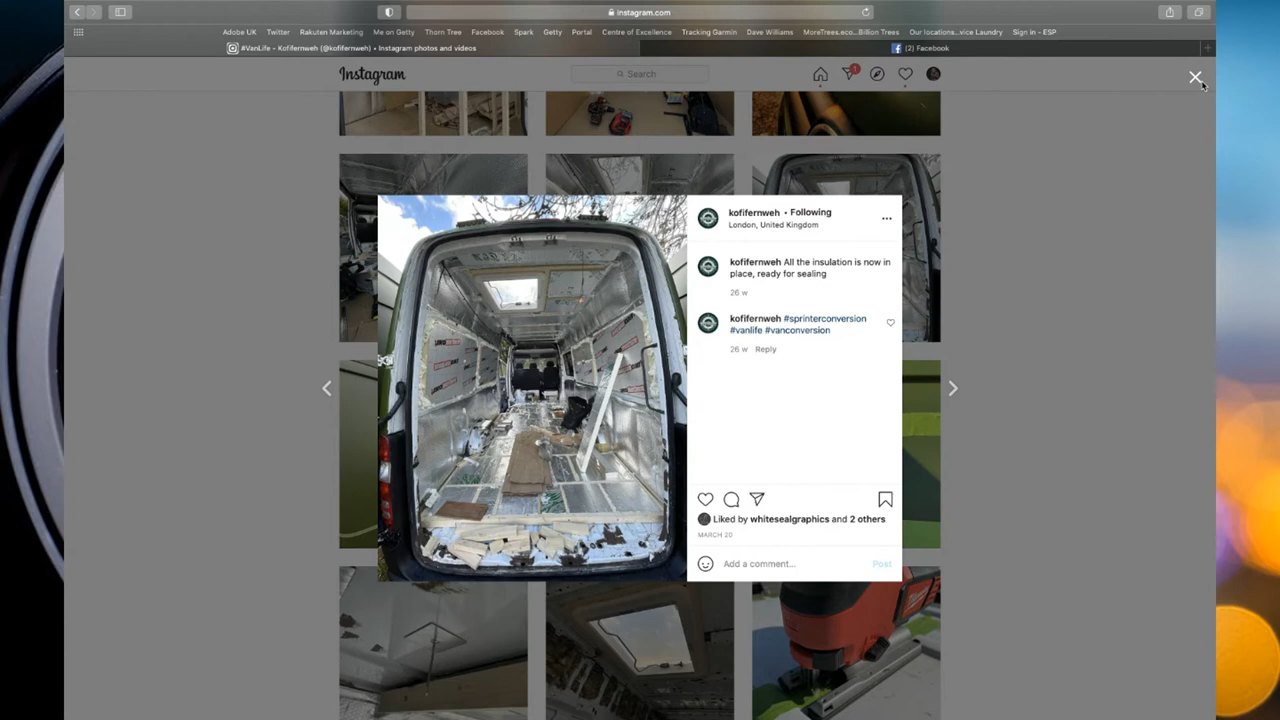 instagram.com
Adobe UK Twitter Rakuten Marketing Me on Getty Thorn Tree Facebook Spark Getty Portal Centre of Excellence Tracking Garmin Dave Williams MoreTrees.eco...Billion Trees Our locations...vice Laundry Sign in - ESP
#VanLife - Kofifernweh (@kofifernweh) • Instagram photos and videos
(2) Facebook
Instagram
Search
1
kofifernweh • Following
London, United Kingdom
kofifernweh All the insulation is now in
place, ready for sealing
26 w
kofifernweh #sprinterconversion
#vanlife #vanconversion
26 w Reply
Liked by whitesealgraphics and 2 others
MARCH 20
Add a comment...
Post